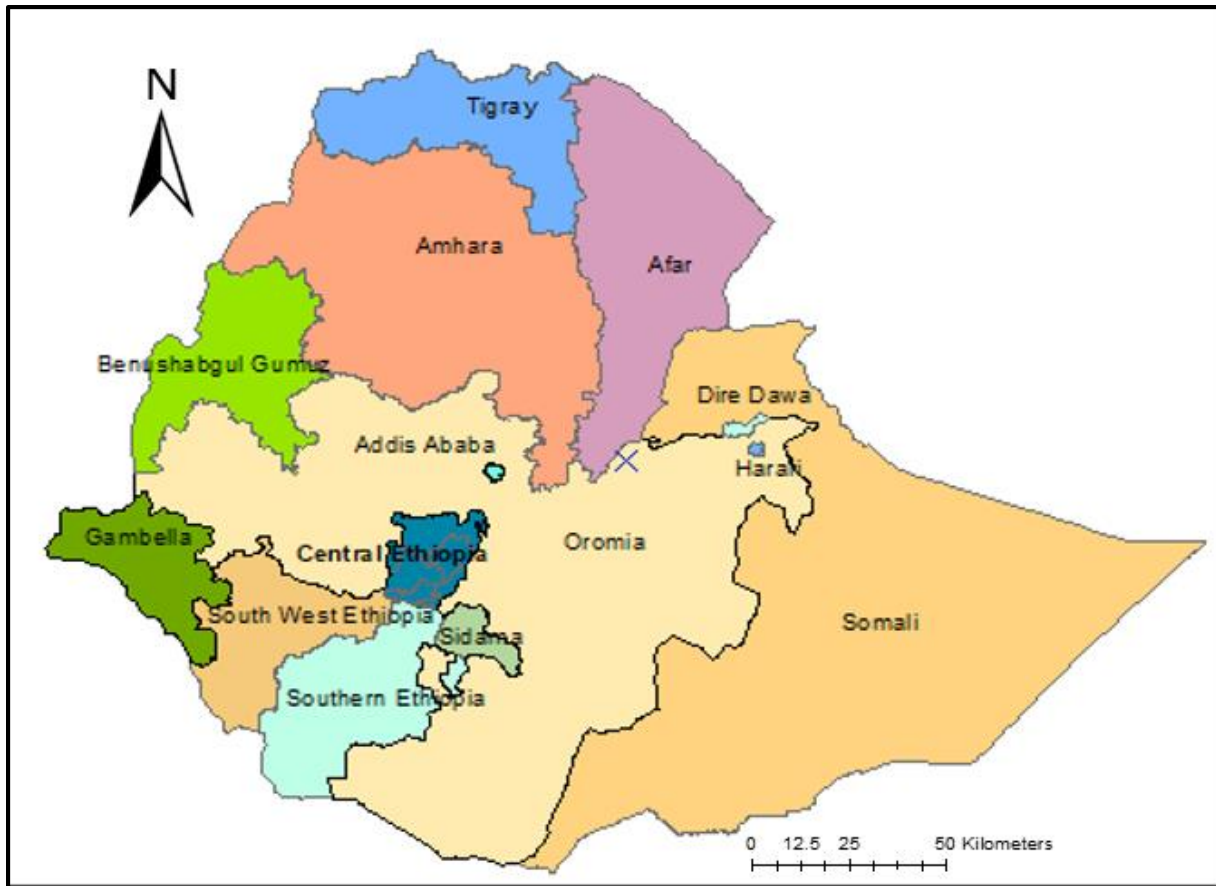 N
Tigray
Amhara
Afar
Benushabgul Gumuz
Dire Dawa
Addis Ababa
Harari
Gambella
Central Ethiopia
Oromia
South West Ethiopia
Sidama
Somali
Southern Ethiopia
0 12.5 25 50 Kilometers